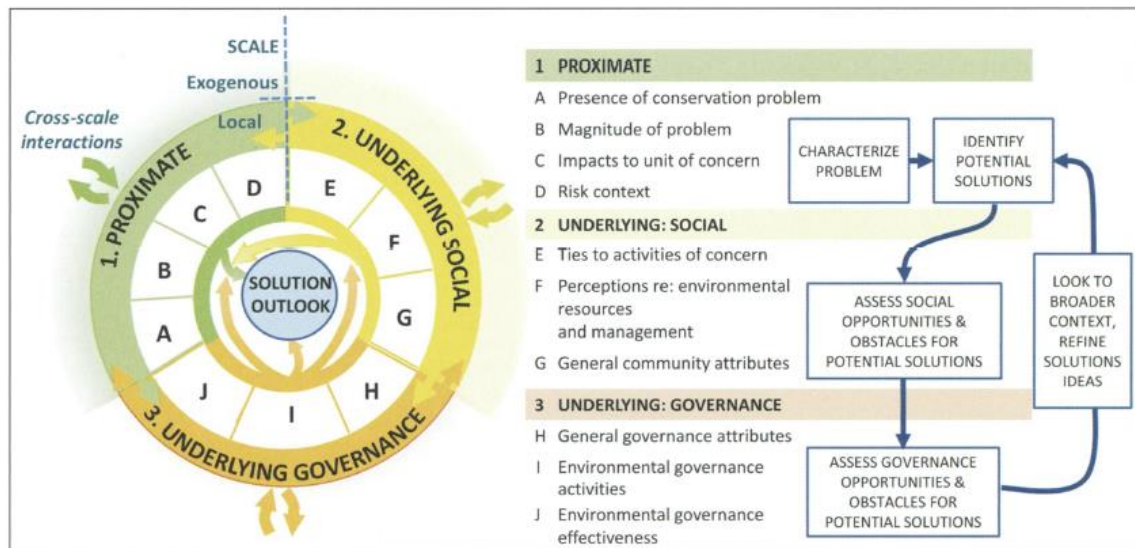 SCALE
Exogenous
Local
Cross-scale
interactions
1. PROXIMATE
2. UNDERLYING SOCIAL
3. UNDERLYING GOVERNANCE
A
B
C
D
E
F
G
H
I
J
SOLUTION
OUTLOOK
1 PROXIMATE
A Presence of conservation problem
B Magnitude of problem
C Impacts to unit of concern
D Risk context
2 UNDERLYING: SOCIAL
E Ties to activities of concern
F Perceptions re: environmental
resources
and management
G General community attributes
3 UNDERLYING: GOVERNANCE
H General governance attributes
I Environmental governance
activities
J Environmental governance
effectiveness
CHARACTERIZE
PROBLEM
IDENTIFY
POTENTIAL
SOLUTIONS
ASSESS SOCIAL
OPPORTUNITIES &
OBSTACLES FOR
POTENTIAL SOLUTIONS
ASSESS GOVERNANCE
OPPORTUNITIES &
OBSTACLES FOR
POTENTIAL SOLUTIONS
LOOK TO
BROADER
CONTEXT,
REFINE
SOLUTIONS
IDEAS